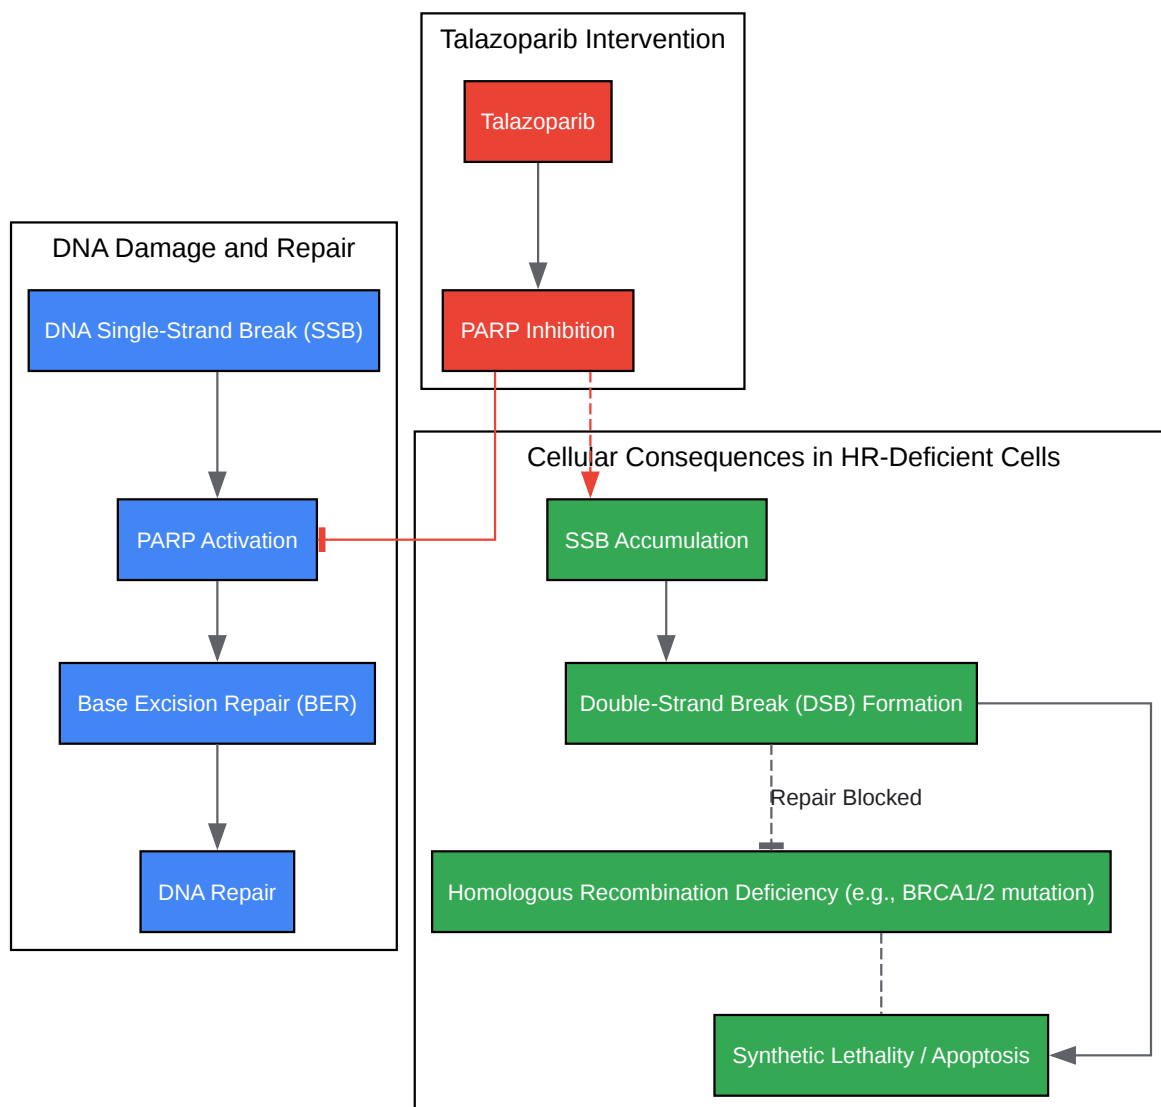 Talazoparib Intervention
Talazoparib
PARP Inhibition
DNA Damage and Repair
DNA Single-Strand Break (SSB)
PARP Activation
Base Excision Repair (BER)
DNA Repair
Cellular Consequences in HR-Deficient Cells
SSB Accumulation
Double-Strand Break (DSB) Formation
Repair Blocked
Homologous Recombination Deficiency (e.g., BRCA1/2 mutation)
Synthetic Lethality / Apoptosis